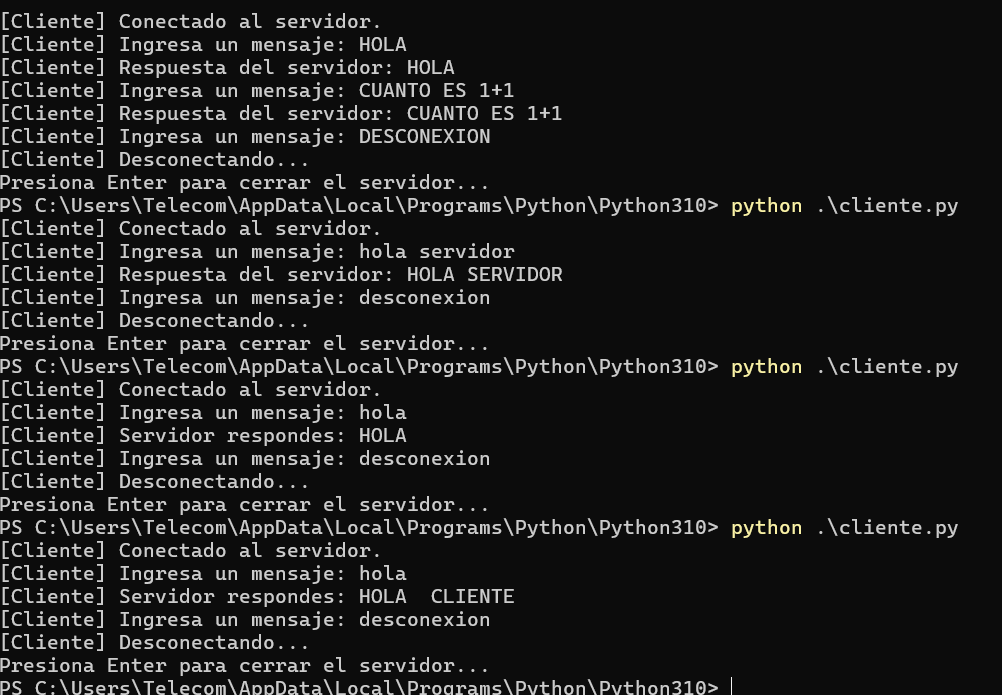 [Cliente] Conectado al servidor.
[Cliente] Ingresa un mensaje: HOLA
[Cliente] Respuesta del servidor: HOLA
[Cliente] Ingresa un mensaje: CUANTO ES 1+1
[Cliente] Respuesta del servidor: CUANTO ES 1+1
[Cliente] Ingresa un mensaje: DESCONEXION
[Cliente] Desconectando...
Presiona Enter para cerrar el servidor...
PS C:\Users\Telecom\AppData\Local\Programs\Python\Python310> python .\cliente.py
[Cliente] Conectado al servidor.
[Cliente] Ingresa un mensaje: hola servidor
[Cliente] Respuesta del servidor: HOLA SERVIDOR
[Cliente] Ingresa un mensaje: desconexion
[Cliente] Desconectando...
Presiona Enter para cerrar el servidor...
PS C:\Users\Telecom\AppData\Local\Programs\Python\Python310> python .\cliente.py
[Cliente] Conectado al servidor.
[Cliente] Ingresa un mensaje: hola
[Cliente] Servidor respondes: HOLA
[Cliente] Ingresa un mensaje: desconexion
[Cliente] Desconectando...
Presiona Enter para cerrar el servidor...
PS C:\Users\Telecom\AppData\Local\Programs\Python\Python310> python .\cliente.py
[Cliente] Conectado al servidor.
[Cliente] Ingresa un mensaje: hola
[Cliente] Servidor respondes: HOLA  CLIENTE
[Cliente] Ingresa un mensaje: desconexion
[Cliente] Desconectando...
Presiona Enter para cerrar el servidor...
PS C:\Users\Telecom\AppData\Local\Programs\Python\Python310>